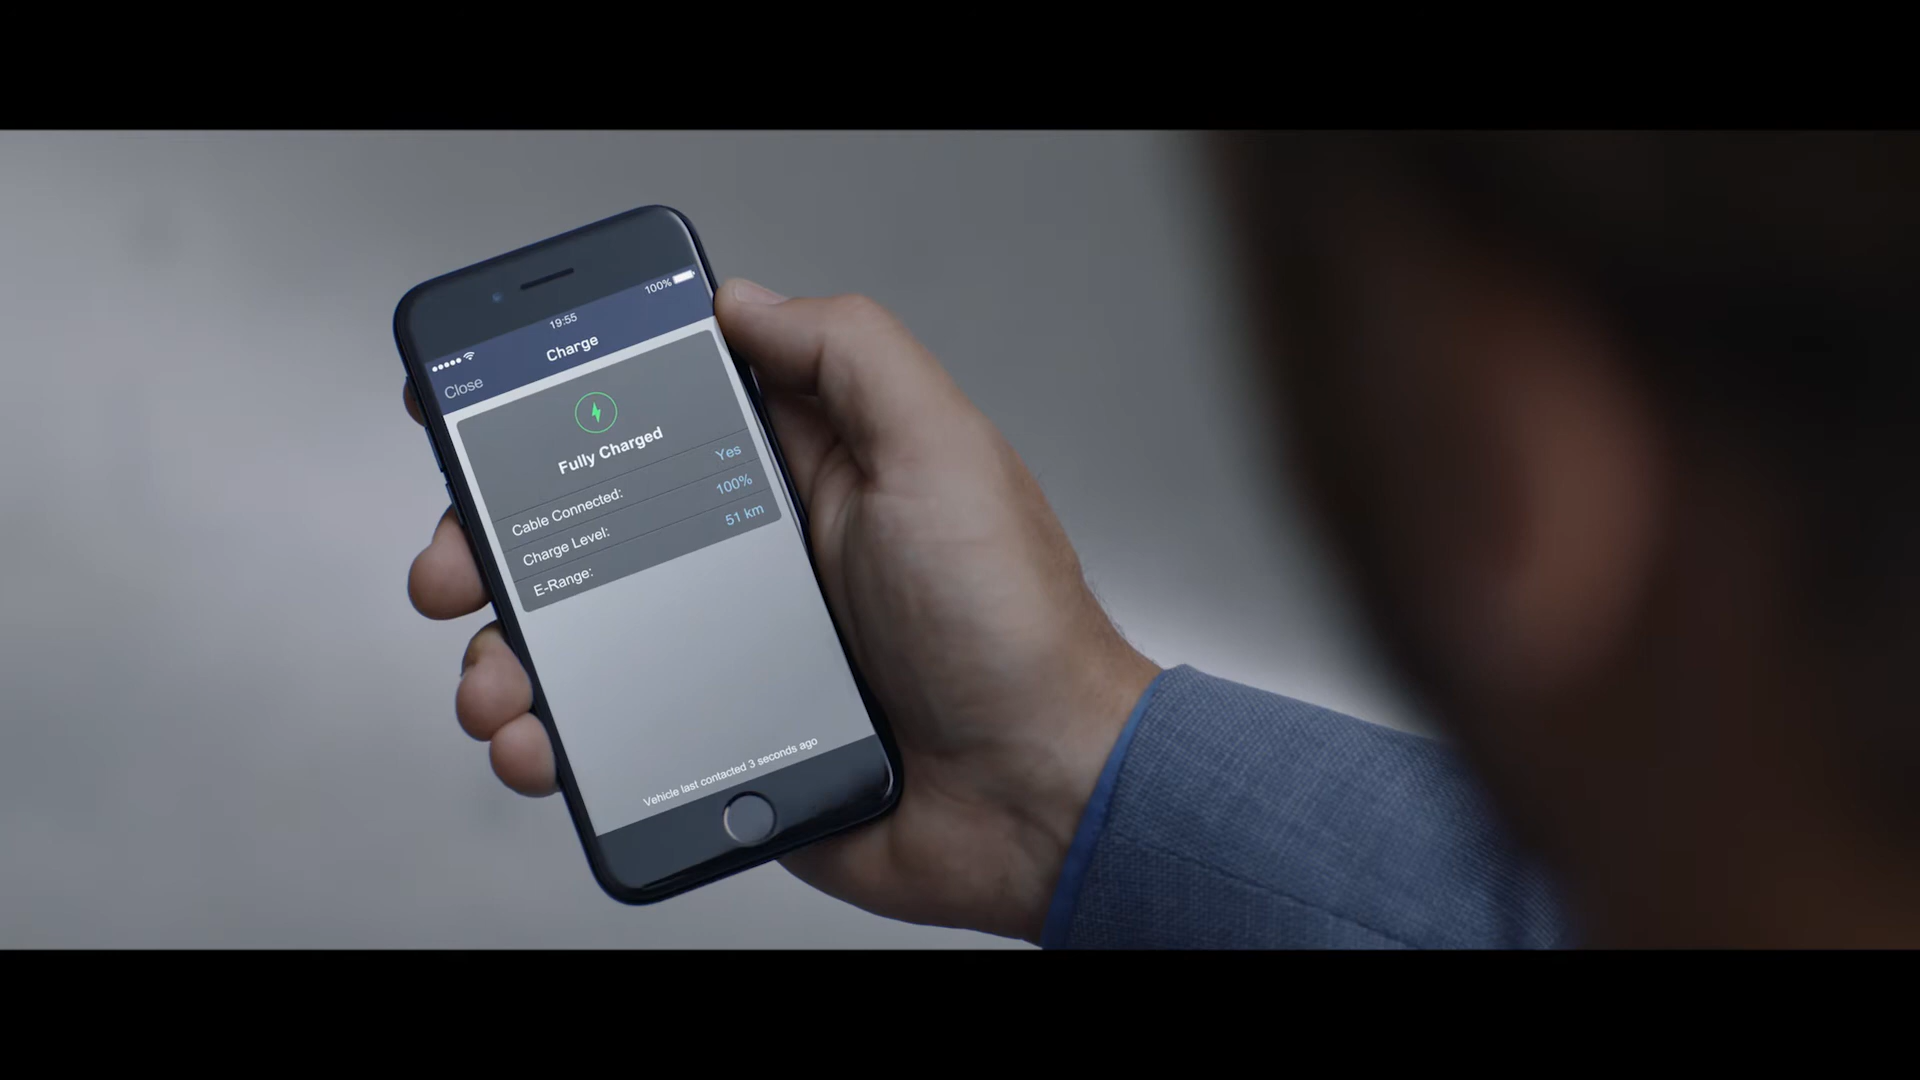 100%
19:55
Close
Charge
Fully Charged
Cable Connected: Yes
Charge Level: 100%
E-Range: 51 km
Vehicle last contacted 3 seconds ago